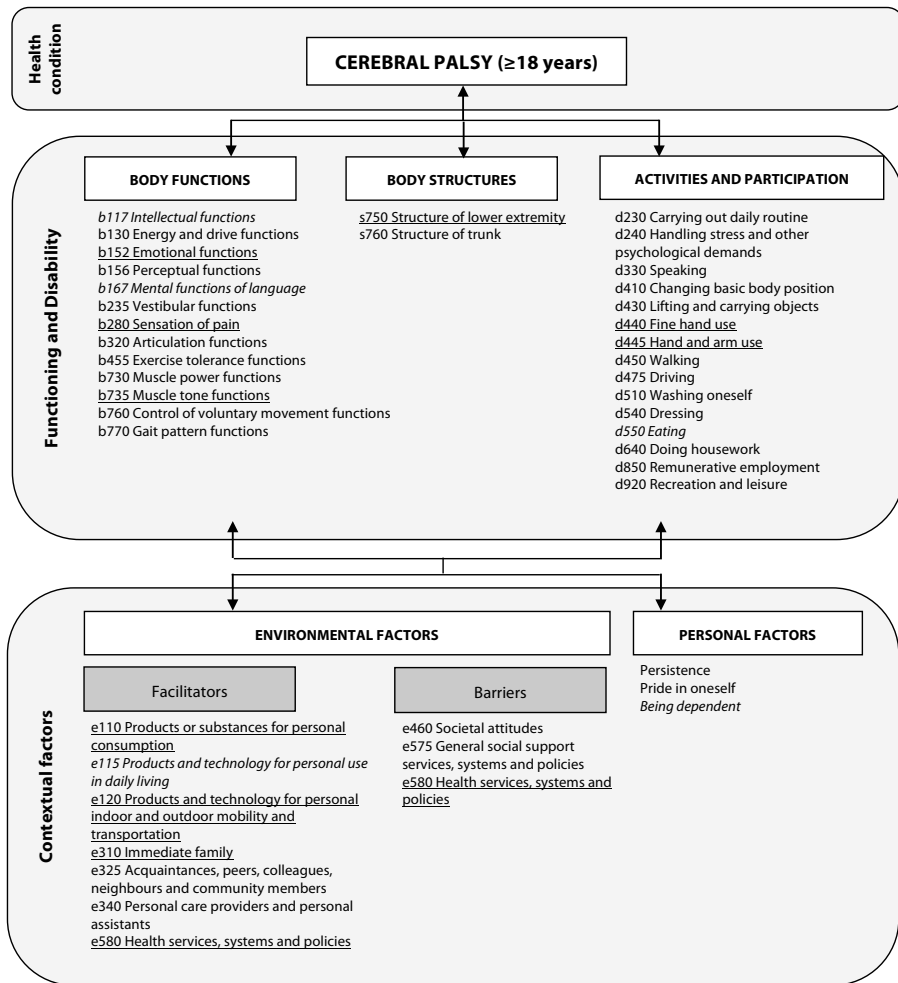 Health
condition
CEREBRAL PALSY (≥18 years)
Functioning and Disability
BODY FUNCTIONS
b117 Intellectual functions
b130 Energy and drive functions
b152 Emotional functions
b156 Perceptual functions
b167 Mental functions of language
b235 Vestibular functions
b280 Sensation of pain
b320 Articulation functions
b455 Exercise tolerance functions
b730 Muscle power functions
b735 Muscle tone functions
b760 Control of voluntary movement functions
b770 Gait pattern functions
BODY STRUCTURES
s750 Structure of lower extremity
s760 Structure of trunk
ACTIVITIES AND PARTICIPATION
d230 Carrying out daily routine
d240 Handling stress and other
psychological demands
d330 Speaking
d410 Changing basic body position
d430 Lifting and carrying objects
d440 Fine hand use
d445 Hand and arm use
d450 Walking
d475 Driving
d510 Washing oneself
d540 Dressing
d550 Eating
d640 Doing housework
d850 Remunerative employment
d920 Recreation and leisure
Contextual factors
ENVIRONMENTAL FACTORS
Facilitators
e110 Products or substances for personal
consumption
e115 Products and technology for personal use
in daily living
e120 Products and technology for personal
indoor and outdoor mobility and
transportation
e310 Immediate family
e325 Acquaintances, peers, colleagues,
neighbours and community members
e340 Personal care providers and personal
assistants
e580 Health services, systems and policies
Barriers
e460 Societal attitudes
e575 General social support
services, systems and policies
e580 Health services, systems and
policies
PERSONAL FACTORS
Persistence
Pride in oneself
Being dependent